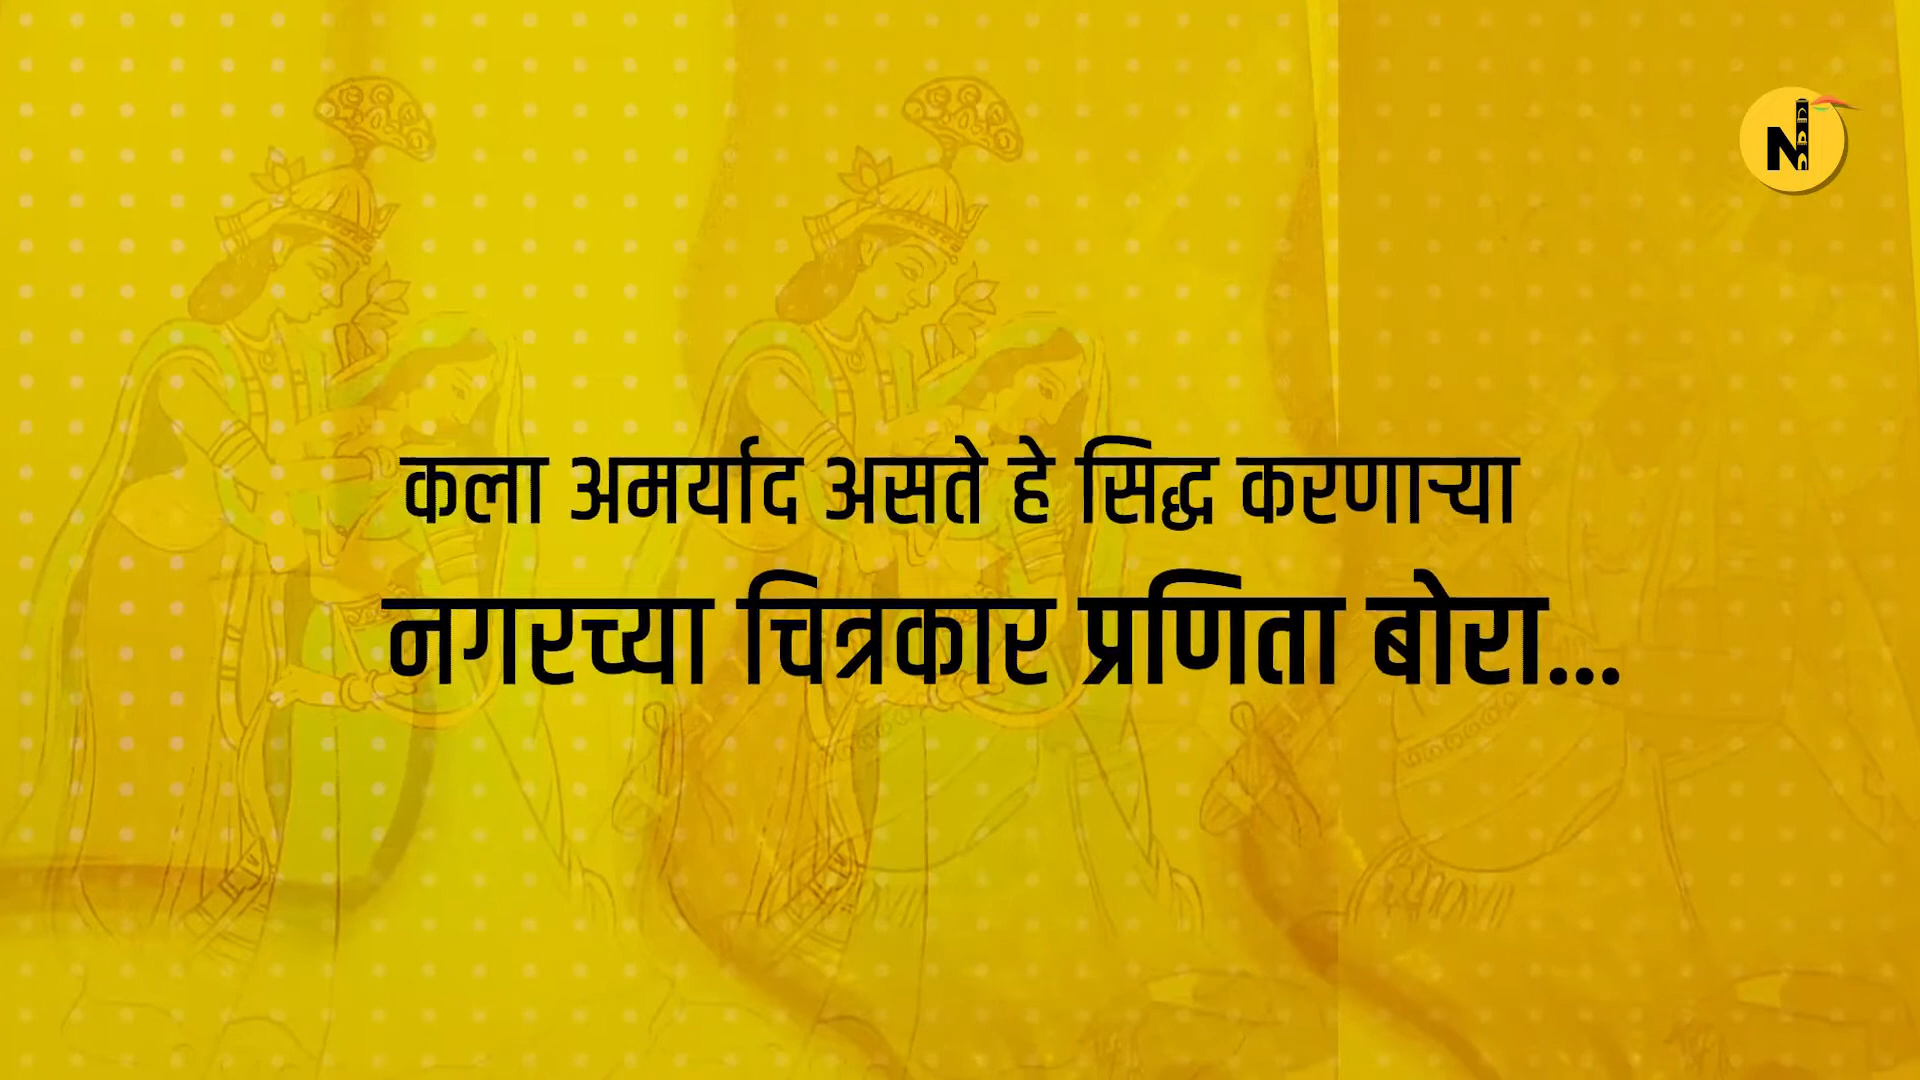 कला अमर्याद असते हे सिद्ध करणाऱ्या
नगरच्या चित्रकार प्रणिता बोरा...
N